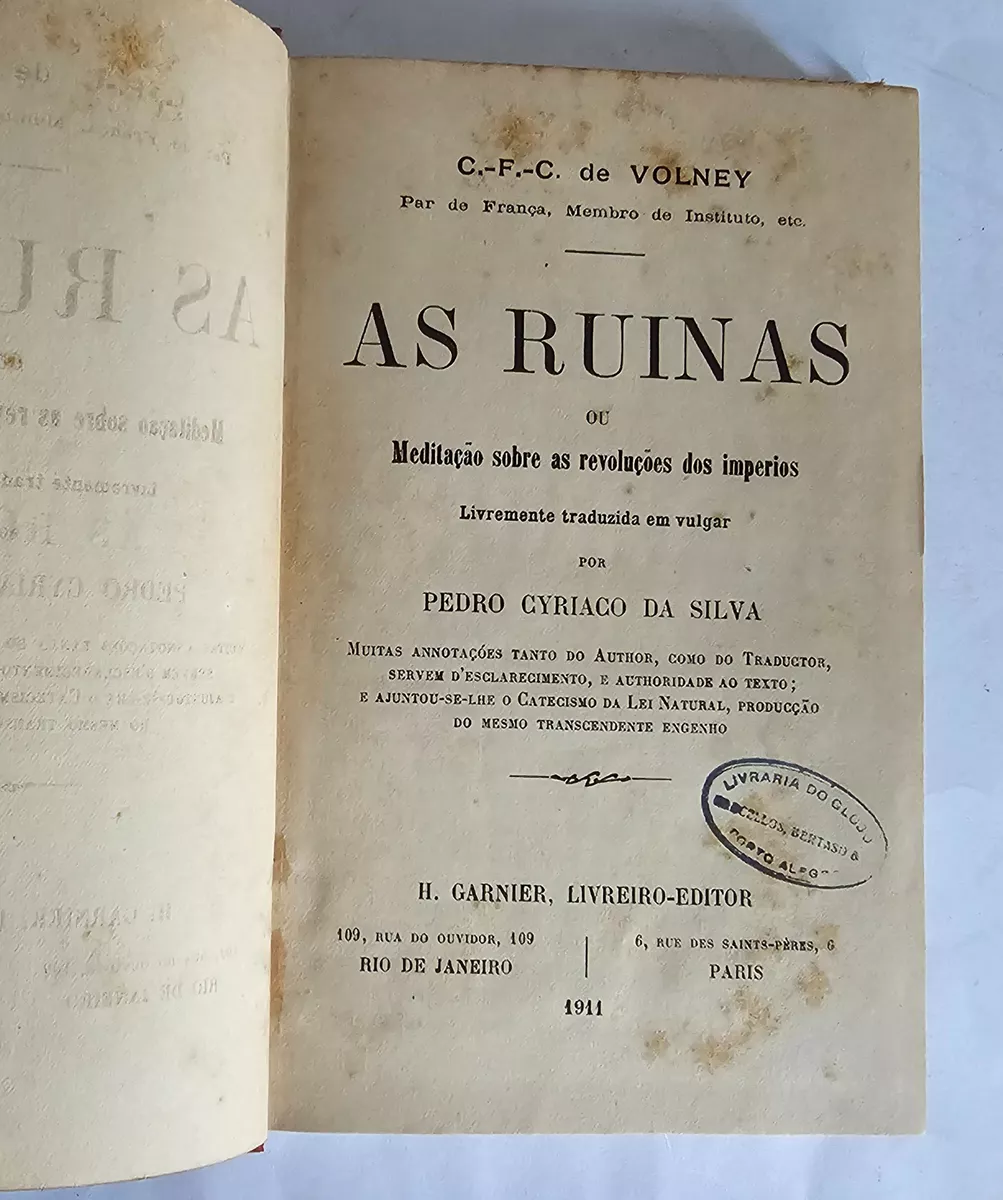 C.-F.-C. de VOLNEY
Par de França, Membro de Instituto, etc.
AS RUINAS
OU
Meditação sobre as revoluções dos imperios
Livremente traduzida em vulgar
POR
PEDRO CYRIACO DA SILVA
MUITAS ANNOTAÇÓES TANTO DO AUTHOR, COMO DO TRADUCTOR,
SERVEM D'ESCLARECIMENTO, E AUTHORIDADE AO TEXTO;
E AJUNTOU-SE-LHE O CATECISMO DA LEI NATURAL, PRODUCÇÃO
DO MESMO TRANSCENDENTE ENGENHO
LIVRARIA DO GLOBO
BERTASO &
PORTO
H. GARNIER, LIVREIRO-EDITOR
109, RUA DO OUVIDOR, 109
RIO DE JANEIRO
6, RUE DES SAINTS-PÈRES, 6
PARIS
1911